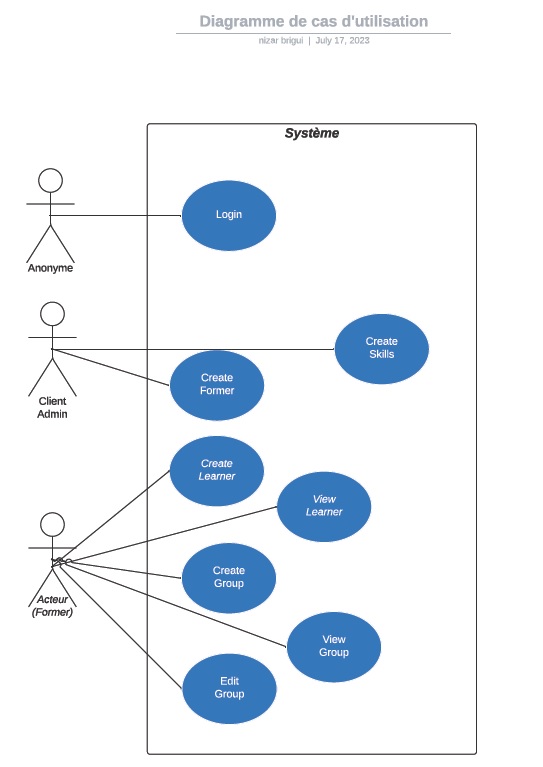 Diagramme de cas d'utilisation
nizar brigui | July 17, 2023
Système
Login
Anonyme
Create
Skills
Create
Former
Client
Admin
Create
Learner
View
Learner
Create
Group
Acteur
(Former)
View
Group
Edit
Group